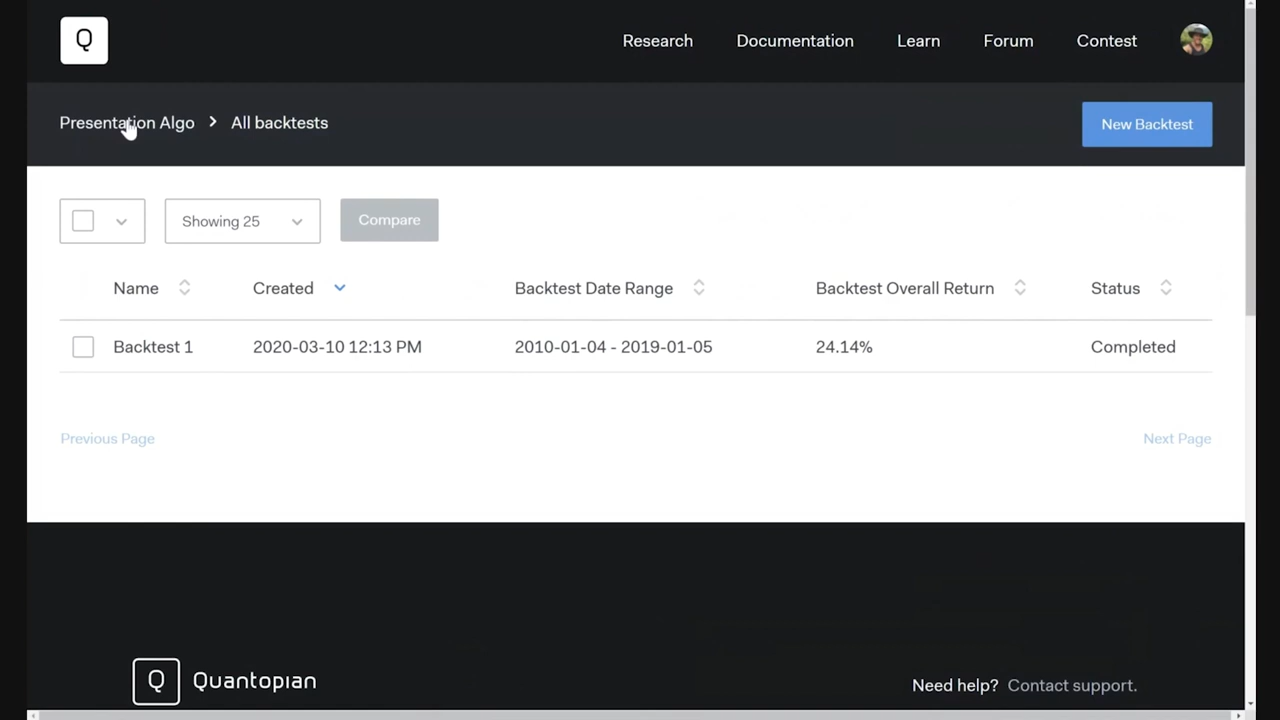 Q Research Documentation Learn Forum Contest
Presentation Algo All backtests New Backtest
Showing 25 Compare
Name Created Backtest Date Range Backtest Overall Return Status
Backtest 1 2020-03-10 12:13 PM 2010-01-04 - 2019-01-05 24.14% Completed
Previous Page Next Page
Q Quantopian Need help? Contact support.